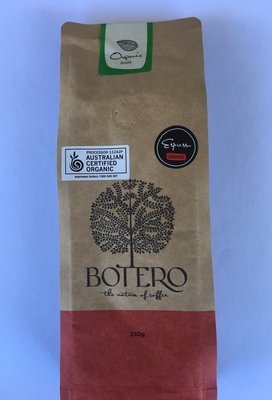 Organic
PROCESSOR 11242P
AUSTRALIAN
CERTIFIED
ORGANIC
Espresso
BOTERO
the nature of coffee
250g